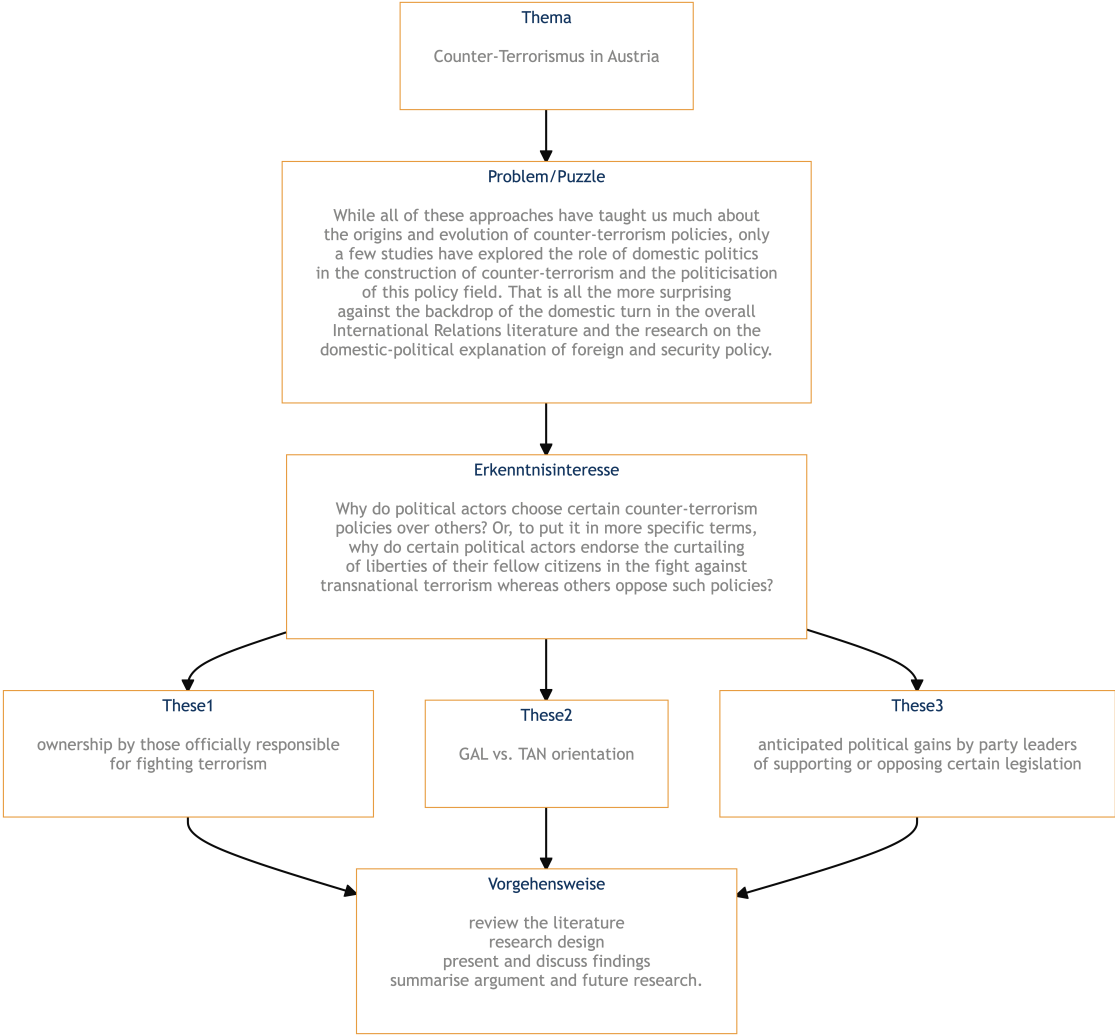 Thema
Counter-Terrorismus in Austria
Problem/Puzzle
While all of these approaches have taught us much about
the origins and evolution of counter-terrorism policies, only
a few studies have explored the role of domestic politics
in the construction of counter-terrorism and the politicisation
of this policy field. That is all the more surprising
against the backdrop of the domestic turn in the overall
International Relations literature and the research on the
domestic-political explanation of foreign and security policy.
Erkenntnisinteresse
Why do political actors choose certain counter-terrorism
policies over others? Or, to put it in more specific terms,
why do certain political actors endorse the curtailing
of liberties of their fellow citizens in the fight against
transnational terrorism whereas others oppose such policies?
These1
ownership by those officially responsible
for fighting terrorism
These2
GAL vs. TAN orientation
These3
anticipated political gains by party leaders
of supporting or opposing certain legislation
Vorgehensweise
review the literature
research design
present and discuss findings
summarise argument and future research.